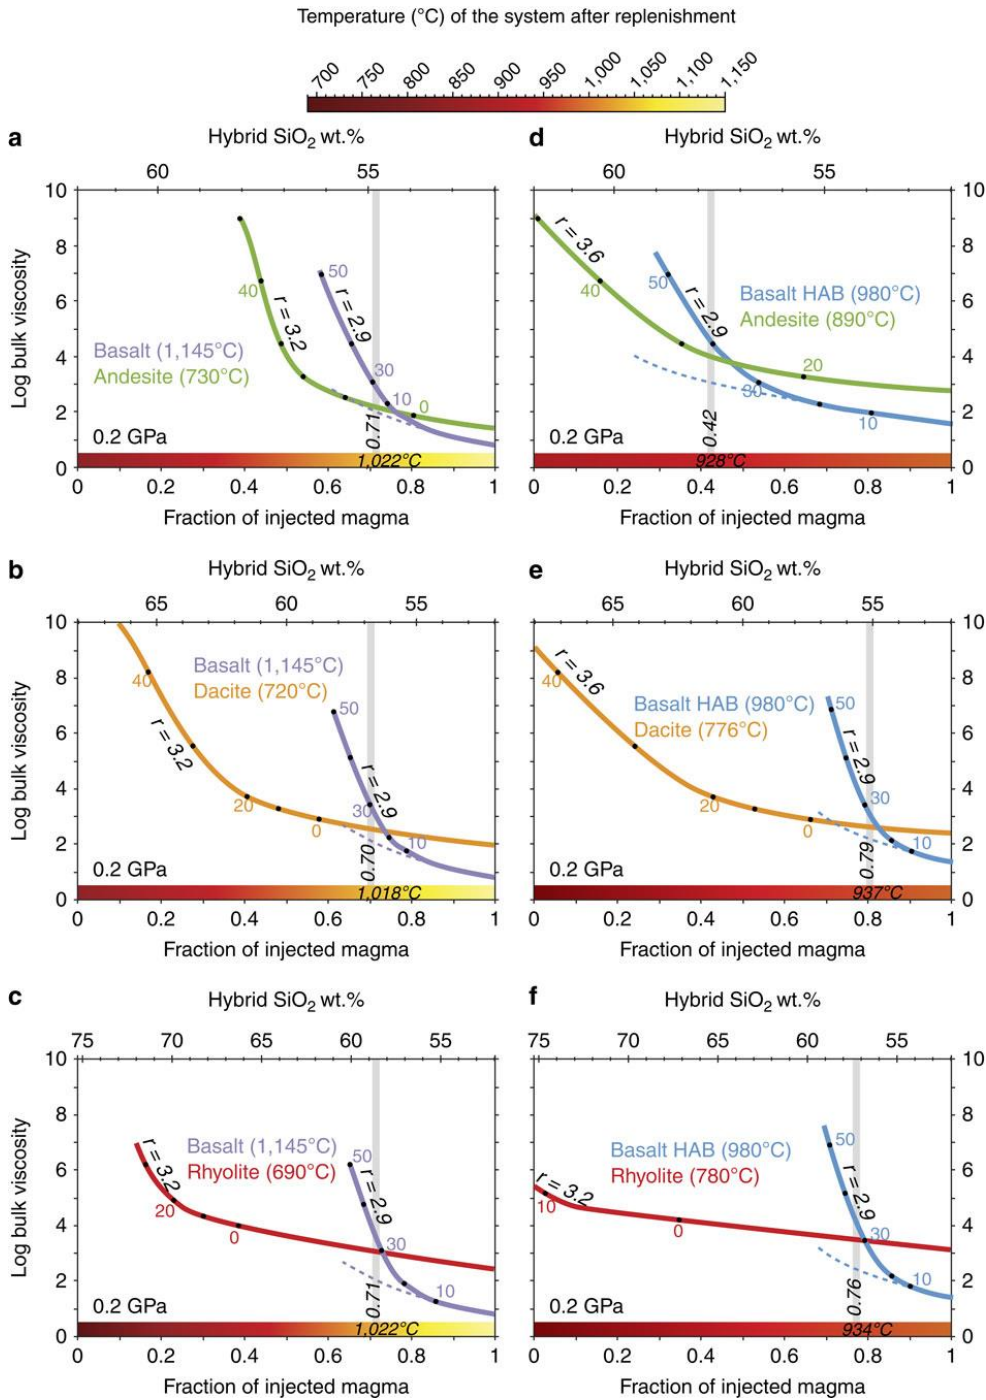 Temperature (°C) of the system after replenishment
700 750 800 850 900 950 1,000 1,050 1,100 1,150
a
Hybrid SiO2 wt.%
60 55
10
8
6
4
2
0
Log bulk viscosity
40
r = 3.2
50
r = 2.9
30
10
0
Basalt (1,145°C)
Andesite (730°C)
0.71
0.2 GPa
1,022°C
0 0.2 0.4 0.6 0.8 1
Fraction of injected magma
d
Hybrid SiO2 wt.%
60 55
10
8
6
4
2
0
r = 3.6
40
50
r = 2.9
Basalt HAB (980°C)
Andesite (890°C)
20
30
10
0.42
0.2 GPa
928°C
0 0.2 0.4 0.6 0.8 1
Fraction of injected magma
b
Hybrid SiO2 wt.%
65 60 55
10
8
6
4
2
0
Log bulk viscosity
Basalt (1,145°C)
Dacite (720°C)
40
r = 3.2
50
r = 2.9
20
30
0
10
0.70
0.2 GPa
1,018°C
0 0.2 0.4 0.6 0.8 1
Fraction of injected magma
e
Hybrid SiO2 wt.%
65 60 55
10
8
6
4
2
0
r = 3.6
40
Basalt HAB (980°C)
Dacite (776°C)
50
r = 2.9
20
30
0
10
0.79
0.2 GPa
937°C
0 0.2 0.4 0.6 0.8 1
Fraction of injected magma
c
Hybrid SiO2 wt.%
75 70 65 60 55
10
8
6
4
2
0
Log bulk viscosity
Basalt (1,145°C)
Rhyolite (690°C)
r = 3.2
50
r = 2.9
20
0
30
10
0.71
0.2 GPa
1,022°C
0 0.2 0.4 0.6 0.8 1
Fraction of injected magma
f
Hybrid SiO2 wt.%
75 70 65 60 55
10
8
6
4
2
0
Basalt HAB (980°C)
Rhyolite (780°C)
r = 3.2
50
r = 2.9
10
0
30
10
0.76
0.2 GPa
934°C
0 0.2 0.4 0.6 0.8 1
Fraction of injected magma